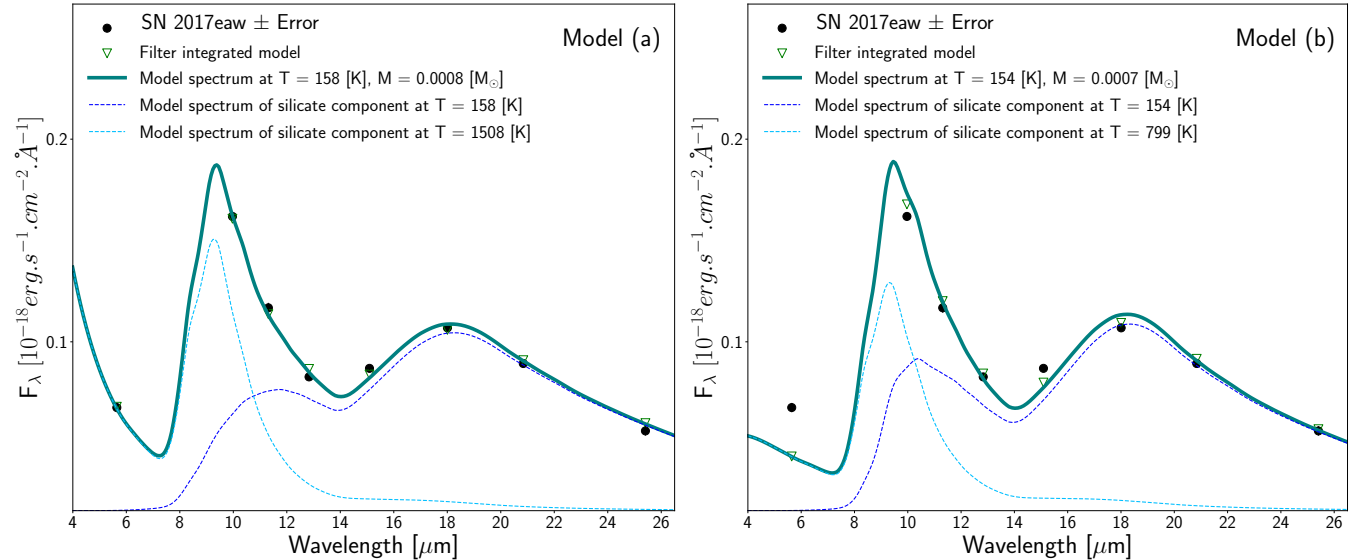 SN 2017eaw ± Error
Model (a)
Filter integrated model
Model spectrum at T = 158 [K], M = 0.0008 [M⊙]
Model spectrum of silicate component at T = 158 [K]
Model spectrum of silicate component at T = 1508 [K]
0.2
0.1
F_λ [10^{-18} erg.s^{-1}.cm^{-2}.Å^{-1}]
4 6 8 10 12 14 16 18 20 22 24 26
Wavelength [μm]
SN 2017eaw ± Error
Model (b)
Filter integrated model
Model spectrum at T = 154 [K], M = 0.0007 [M⊙]
Model spectrum of silicate component at T = 154 [K]
Model spectrum of silicate component at T = 799 [K]
0.2
0.1
F_λ [10^{-18} erg.s^{-1}.cm^{-2}.Å^{-1}]
4 6 8 10 12 14 16 18 20 22 24 26
Wavelength [μm]